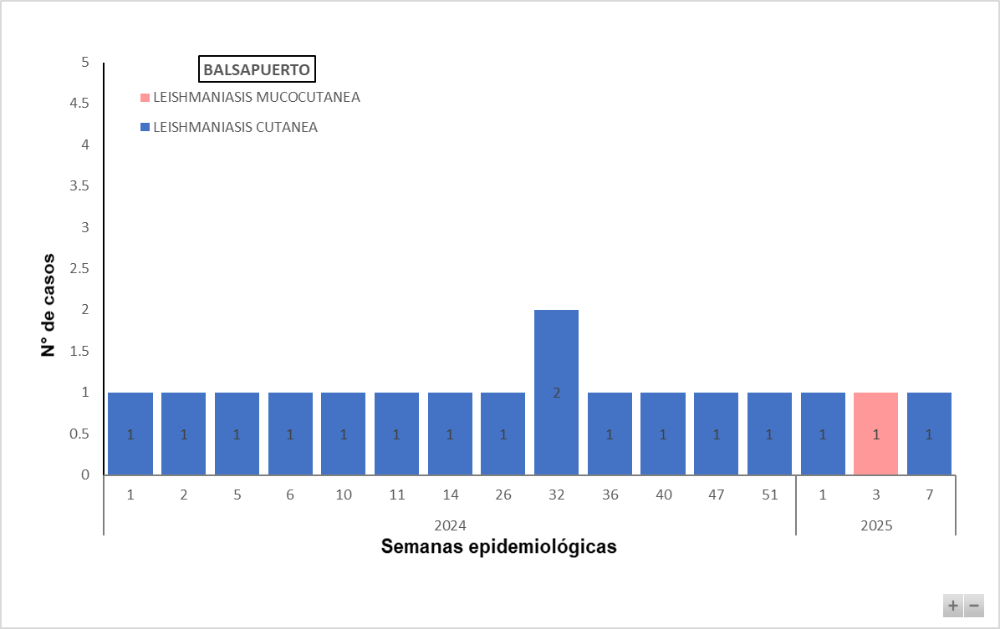 BALSAPUERTO
LEISHMANIASIS MUCOCUTANEA
LEISHMANIASIS CUTANEA
5
4.5
4
3.5
3
2.5
2
1.5
1
0.5
0
N° de casos
1 1 1 1 1 1 1 1 2 1 1 1 1 1 1 1
1 2 5 6 10 11 14 26 32 36 40 47 51 1 3 7
2024 2025
Semanas epidemiológicas
+ −